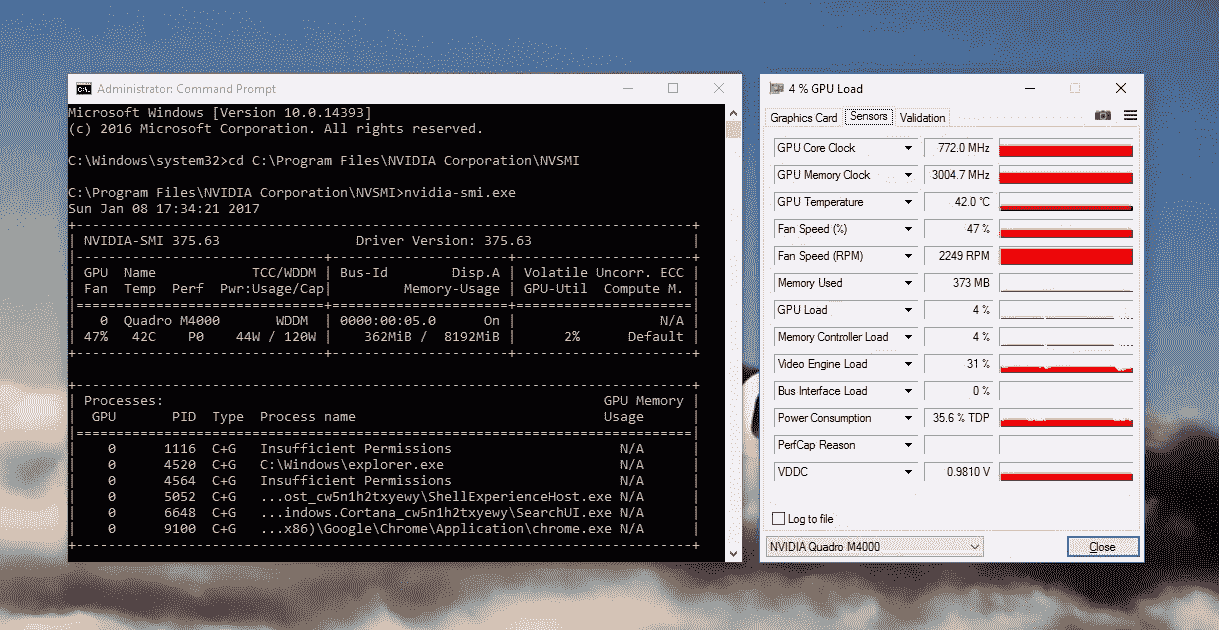 Administrator: Command Prompt
Microsoft Windows [Version 10.0.14393]
(c) 2016 Microsoft Corporation. All rights reserved.
C:\Windows\system32>cd C:\Program Files\NVIDIA Corporation\NVSMI
C:\Program Files\NVIDIA Corporation\NVSMI>nvidia-smi.exe
Sun Jan 08 17:34:21 2017
NVIDIA-SMI 375.63 Driver Version: 375.63
GPU Name TCC/WDDM | Bus-Id Disp.A | Volatile Uncorr. ECC
Fan Temp Perf Pwr:Usage/Cap| Memory-Usage | GPU-Util Compute M.
0 Quadro M4000 WDDM | 0000:00:05.0 On | N/A
47% 42C P0 44W / 120W | 362MiB / 8192MiB | 2% Default
Processes: GPU Memory
GPU PID Type Process name Usage
0 1116 C+G Insufficient Permissions N/A
0 4520 C+G C:\Windows\explorer.exe N/A
0 4564 C+G Insufficient Permissions N/A
0 5052 C+G ...ost_cw5n1h2txyewy\ShellExperienceHost.exe N/A
0 6648 C+G ...indows.Cortana_cw5n1h2txyewy\SearchUI.exe N/A
0 9100 C+G ...x86)\Google\Chrome\Application\chrome.exe N/A
4 % GPU Load
Graphics Card Sensors Validation
GPU Core Clock 772.0 MHz
GPU Memory Clock 3004.7 MHz
GPU Temperature 42.0 °C
Fan Speed (%) 47 %
Fan Speed (RPM) 2249 RPM
Memory Used 373 MB
GPU Load 4 %
Memory Controller Load 4 %
Video Engine Load 31 %
Bus Interface Load 0 %
Power Consumption 35.6 % TDP
PerfCap Reason
VDDC 0.9810 V
Log to file
NVIDIA Quadro M4000 Close